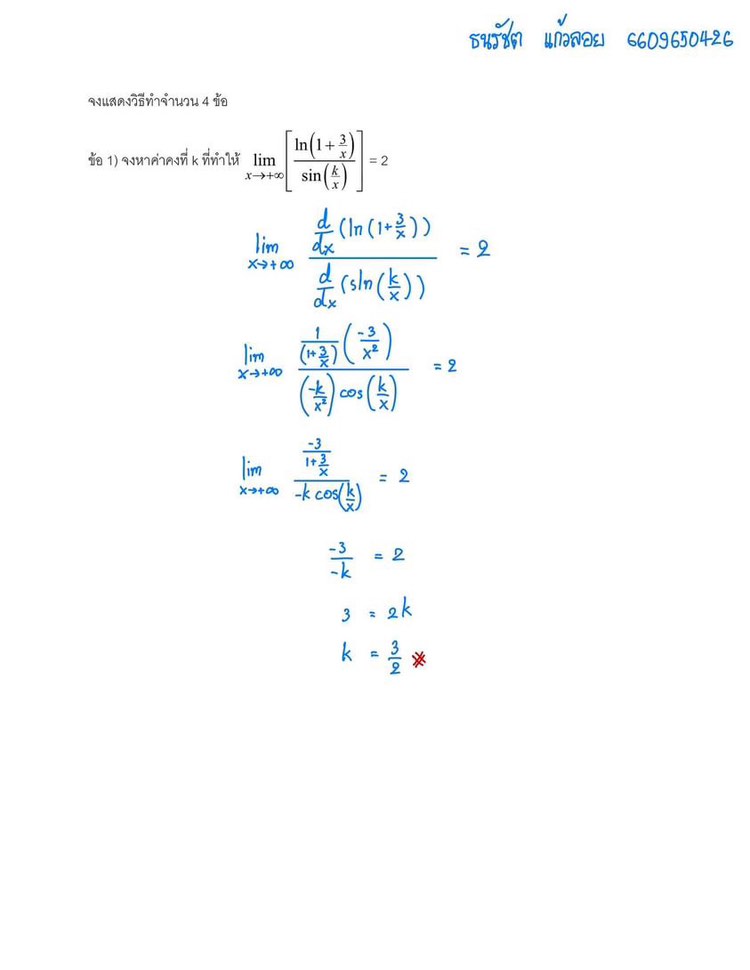 ธนรัชต แก้วลอย 6609650426
จงแสดงวิธีทำจำนวน 4 ข้อ
ข้อ 1) จงหาค่าคงที่ k ที่ทำให้ lim x→+∞ [ln(1+3/x) / sin(k/x)] = 2
lim x→+∞ d/dx (ln(1+3/x)) / d/dx (sin(k/x)) = 2
lim x→+∞ 1/(1+3/x) (-3/x²) / (-k/x²) cos(k/x) = 2
lim x→+∞ -3/(1+3/x) / -k cos(k/x) = 2
-3/-k = 2
3 = 2k
k = 3/2 ※